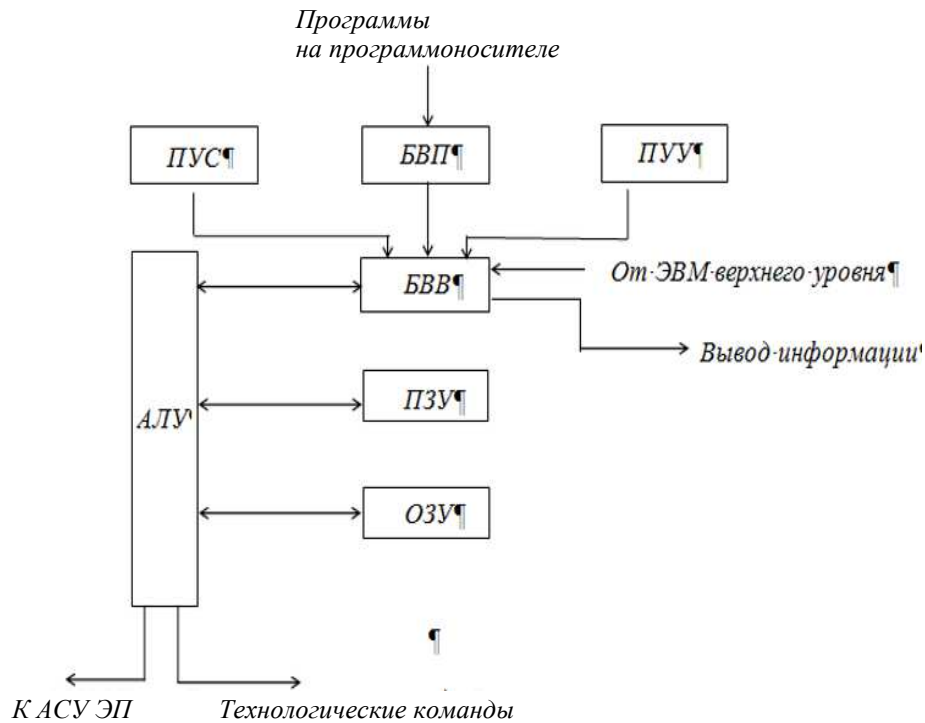 Программы
на программоносителе
ПУС¶
БВП¶
ПУУ¶
БВВ¶
От·ЭВМ·верхнего·уровня¶
Вывод·информации¶
ПЗУ¶
АЛУ¶
ОЗУ¶
¶
К АСУ ЭП
Технологические команды